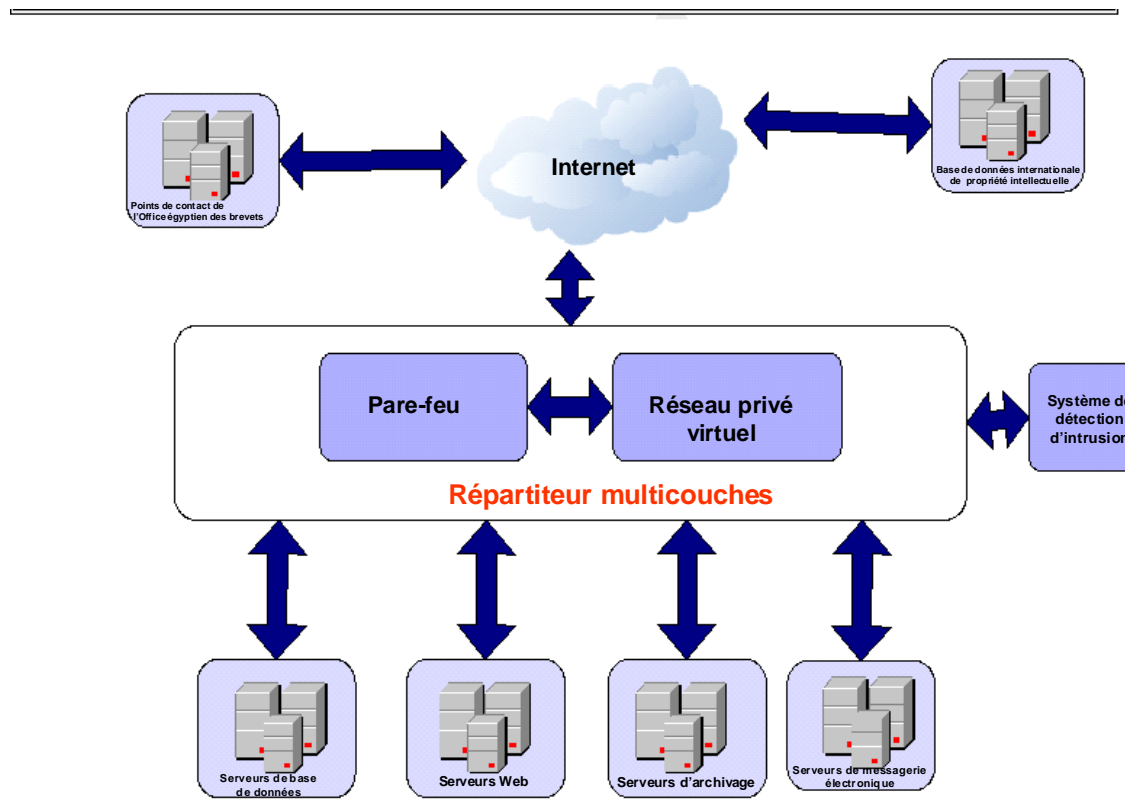 Internet
Base de données internationale
de propriété intellectuelle
Points de contact de
l'Office égyptien des brevets
Pare-feu
Réseau privé
virtuel
Système de
détection
d'intrusion
Répartiteur multicouches
Serveurs de base
de données
Serveurs Web
Serveurs d'archivage
Serveurs de messagerie
électronique